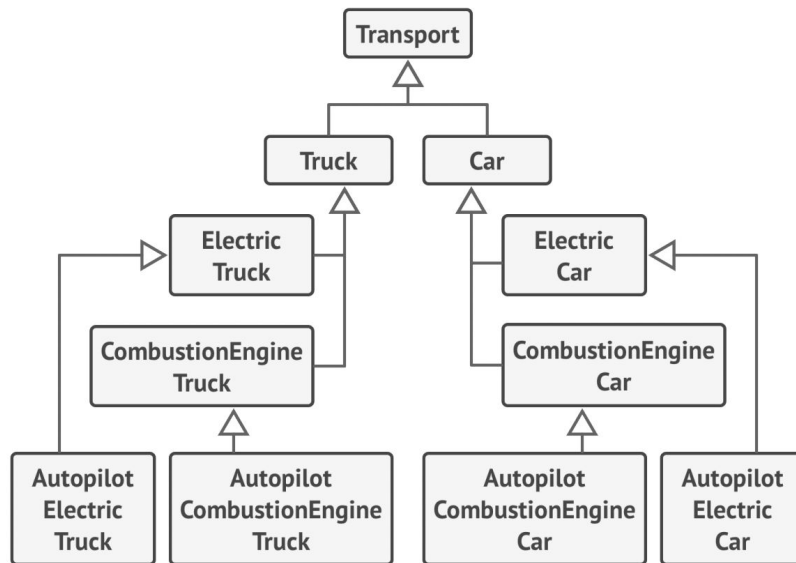 Transport
Truck
Car
Electric
Truck
Electric
Car
CombustionEngine
Truck
CombustionEngine
Car
Autopilot
Electric
Truck
Autopilot
CombustionEngine
Truck
Autopilot
CombustionEngine
Car
Autopilot
Electric
Car